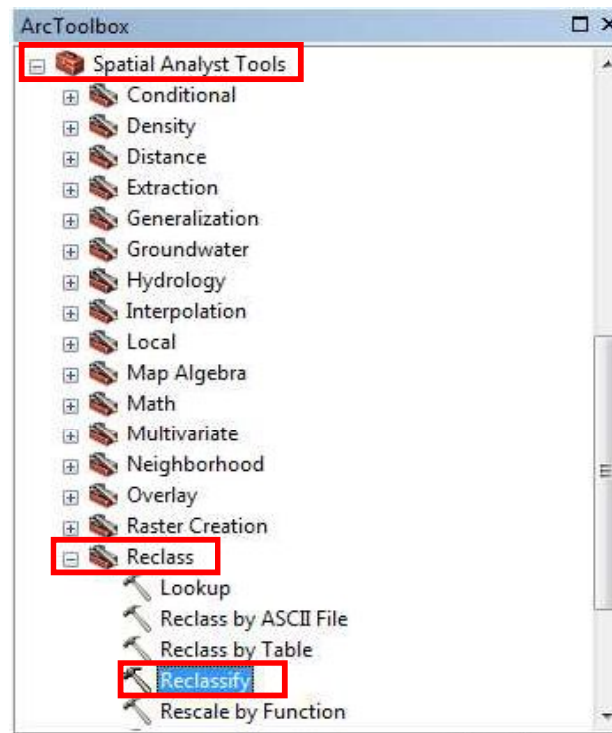 ArcToolbox
Spatial Analyst Tools
Conditional
Density
Distance
Extraction
Generalization
Groundwater
Hydrology
Interpolation
Local
Map Algebra
Math
Multivariate
Neighborhood
Overlay
Raster Creation
Reclass
Lookup
Reclass by ASCII File
Reclass by Table
Reclassify
Rescale by Function